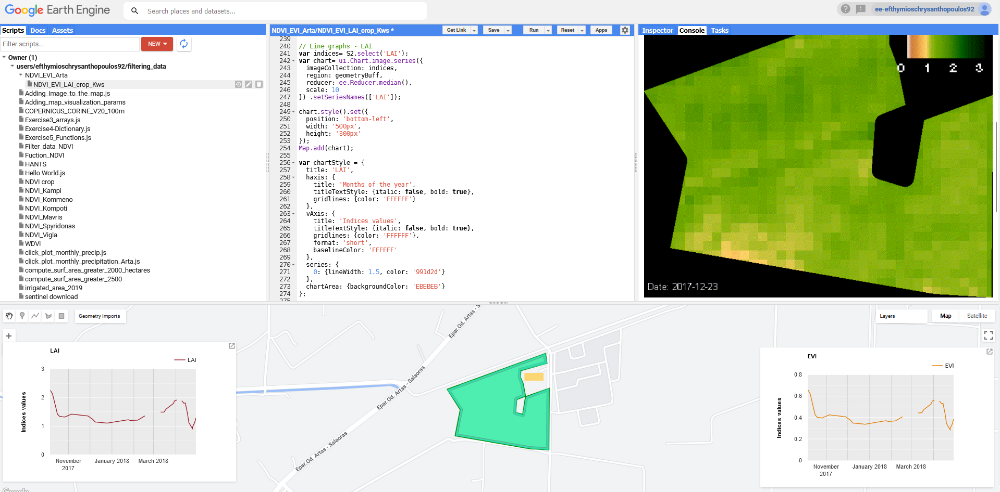 Google Earth Engine
Search places and datasets...
ee-efthymioschrysanthopoulos92
Scripts Docs Assets
Filter scripts...
NEW
Owner (1)
users/efthymioschrysanthopoulos92/filtering_data
NDVI_EVI_Arta
NDVI_EVI_LAI_crop_Kws
Adding_Image_to_the_map.js
Adding_map_visualization_params
COPERNICUS_CORINE_V20_100m
Exercise3_arrays.js
Exercise4-Dictionary.js
Exercise5_Functions.js
Filter_data_NDVI
Fuction_NDVI
HANTS
Hello World.js
NDVI crop
NDVI_Kampi
NDVI_Kommeno
NDVI_Kompoti
NDVI_Mavris
NDVI_Spyridonas
NDVI_Vigla
WDVI
click_plot_monthly_precip.js
click_plot_monthly_precipitation_Arta.js
compute_surf_area_greater_2000_hectares
compute_surf_area_greater_2500
irrigated_area_2019
sentinel download
NDVI_EVI_Arta/NDVI_EVI_LAI_crop_Kws *
Get Link Save Run Reset Apps
239
240 // Line graphs - LAI
241 var indices= S2.select('LAI');
242 var chart= ui.Chart.image.series({
243 imageCollection: indices,
244 region: geometryBuff,
245 reducer: ee.Reducer.median(),
246 scale: 10
247 }) .setSeriesNames(['LAI']);
248
249 chart.style().set({
250 position: 'bottom-left',
251 width: '500px',
252 height: '300px'
253 });
254 Map.add(chart);
255
256 var chartStyle = {
257 title: 'LAI',
258 haxis: {
259 title: 'Months of the year',
260 titleTextStyle: {italic: false, bold: true},
261 gridlines: {color: 'FFFFFF'}
262 },
263 vAxis: {
264 title: 'Indices values',
265 titleTextStyle: {italic: false, bold: true},
266 gridlines: {color: 'FFFFFF'},
267 format: 'short',
268 baselineColor: 'FFFFFF'
269 },
270 series: {
271 0: {lineWidth: 1.5, color: '991d2d'}
272 },
273 chartArea: {backgroundColor: 'EBEBEB'}
274 };
275
Inspector Console Tasks
0 1 2 3
Date: 2017-12-23
Geometry Imports
Layers
Map Satellite
Epar.Od. Artas - S
Epar.Od. Artas - Salaoras
Epar.Od. Artas - Salaoras
LAI
LAI
3
2
1
0
Indices values
November
2017
January 2018
March 2018
EVI
EVI
0.8
0.6
0.4
0.2
0
Indices values
November
2017
January 2018
March 2018
Google